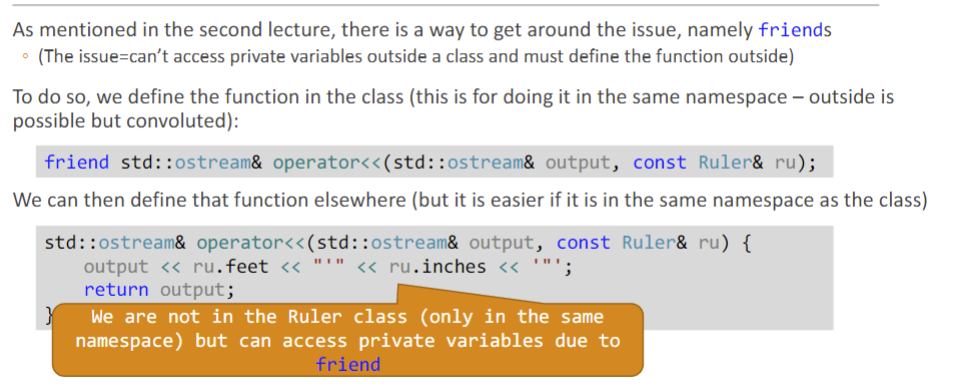 As mentioned in the second lecture, there is a way to get around the issue, namely friends
◦ (The issue=can’t access private variables outside a class and must define the function outside)
To do so, we define the function in the class (this is for doing it in the same namespace – outside is
possible but convoluted):
friend std::ostream& operator<<(std::ostream& output, const Ruler& ru);
We can then define that function elsewhere (but it is easier if it is in the same namespace as the class)
std::ostream& operator<<(std::ostream& output, const Ruler& ru) {
output << ru.feet << "'" << ru.inches << '"';
return output;
}
We are not in the Ruler class (only in the same
namespace) but can access private variables due to
friend